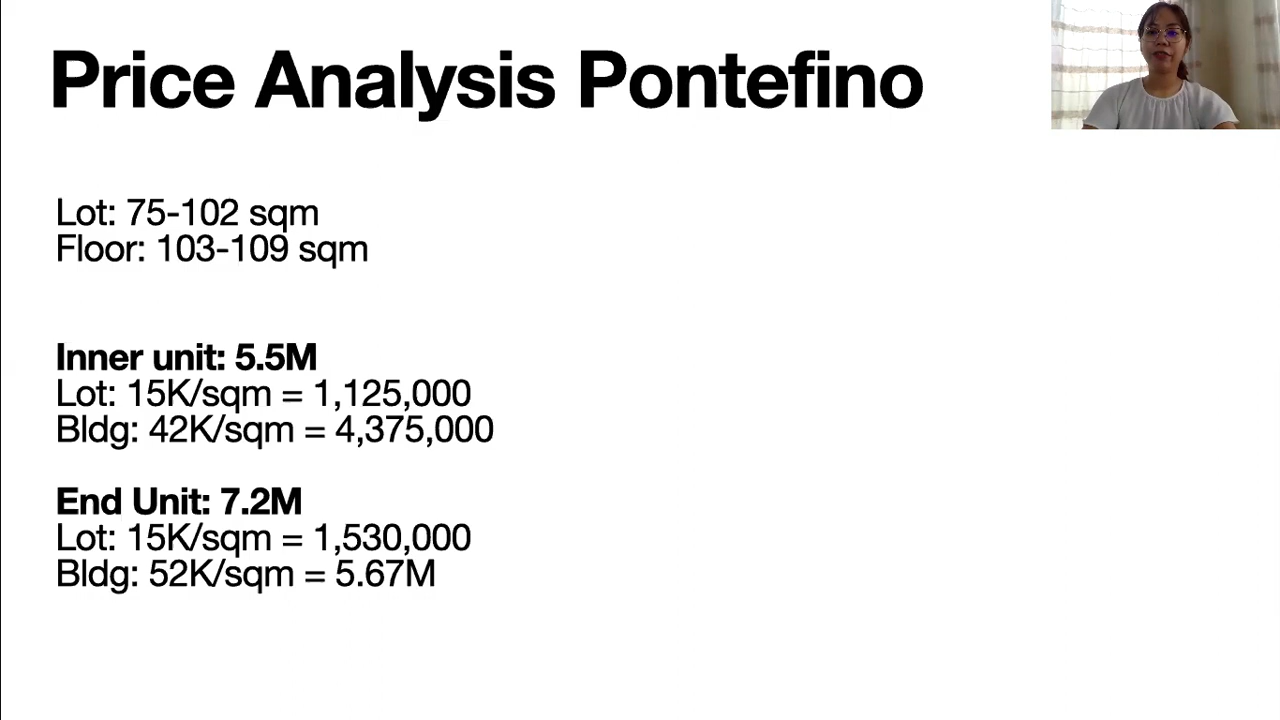 Price Analysis Pontefino
Lot: 75-102 sqm
Floor: 103-109 sqm
Inner unit: 5.5M
Lot: 15K/sqm = 1,125,000
Bldg: 42K/sqm = 4,375,000
End Unit: 7.2M
Lot: 15K/sqm = 1,530,000
Bldg: 52K/sqm = 5.67M